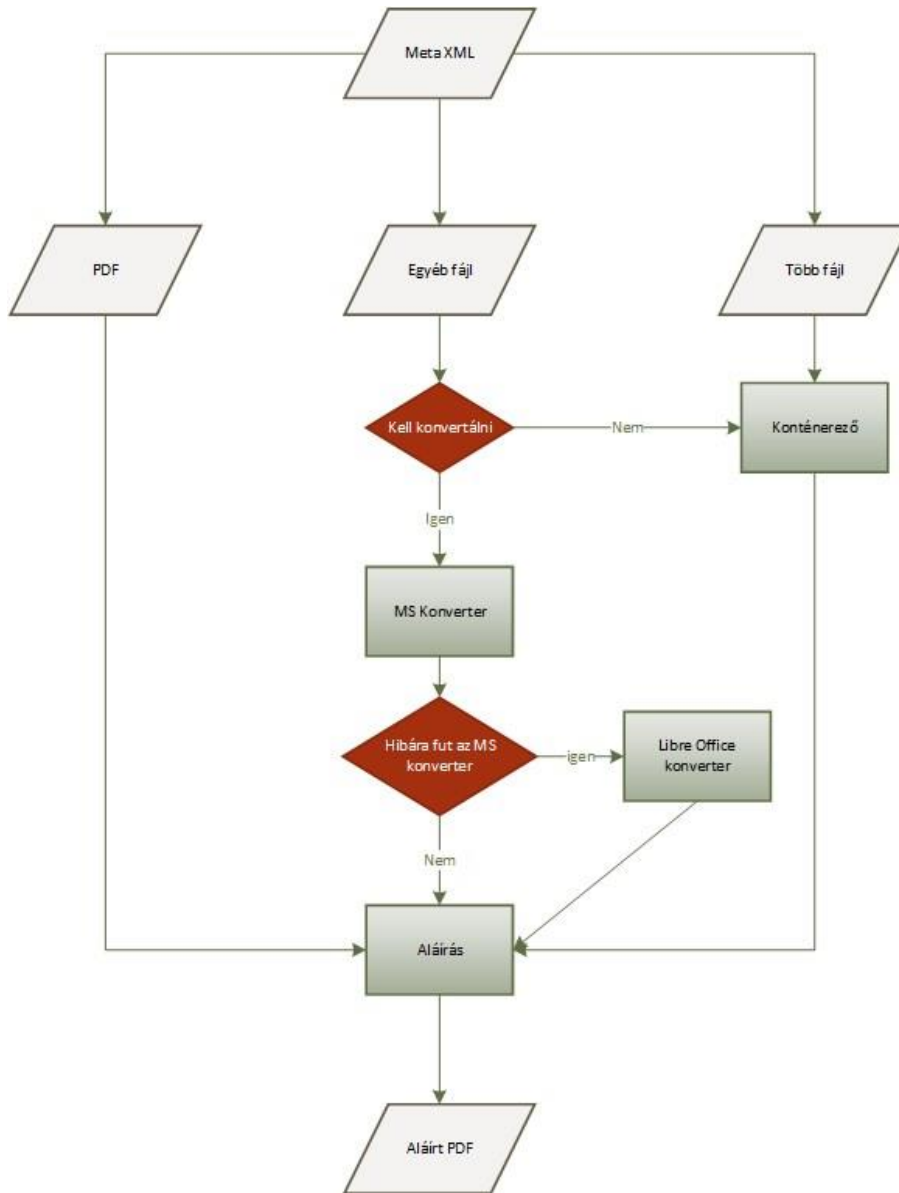 Meta XML
PDF
Egyéb fájl
Több fájl
Kell konvertálni
Nem
Konténerező
Igen
MS Konverter
Hibára fut az MS
konverter
igen
Libre Office
konverter
Nem
Aláírás
Aláírt PDF